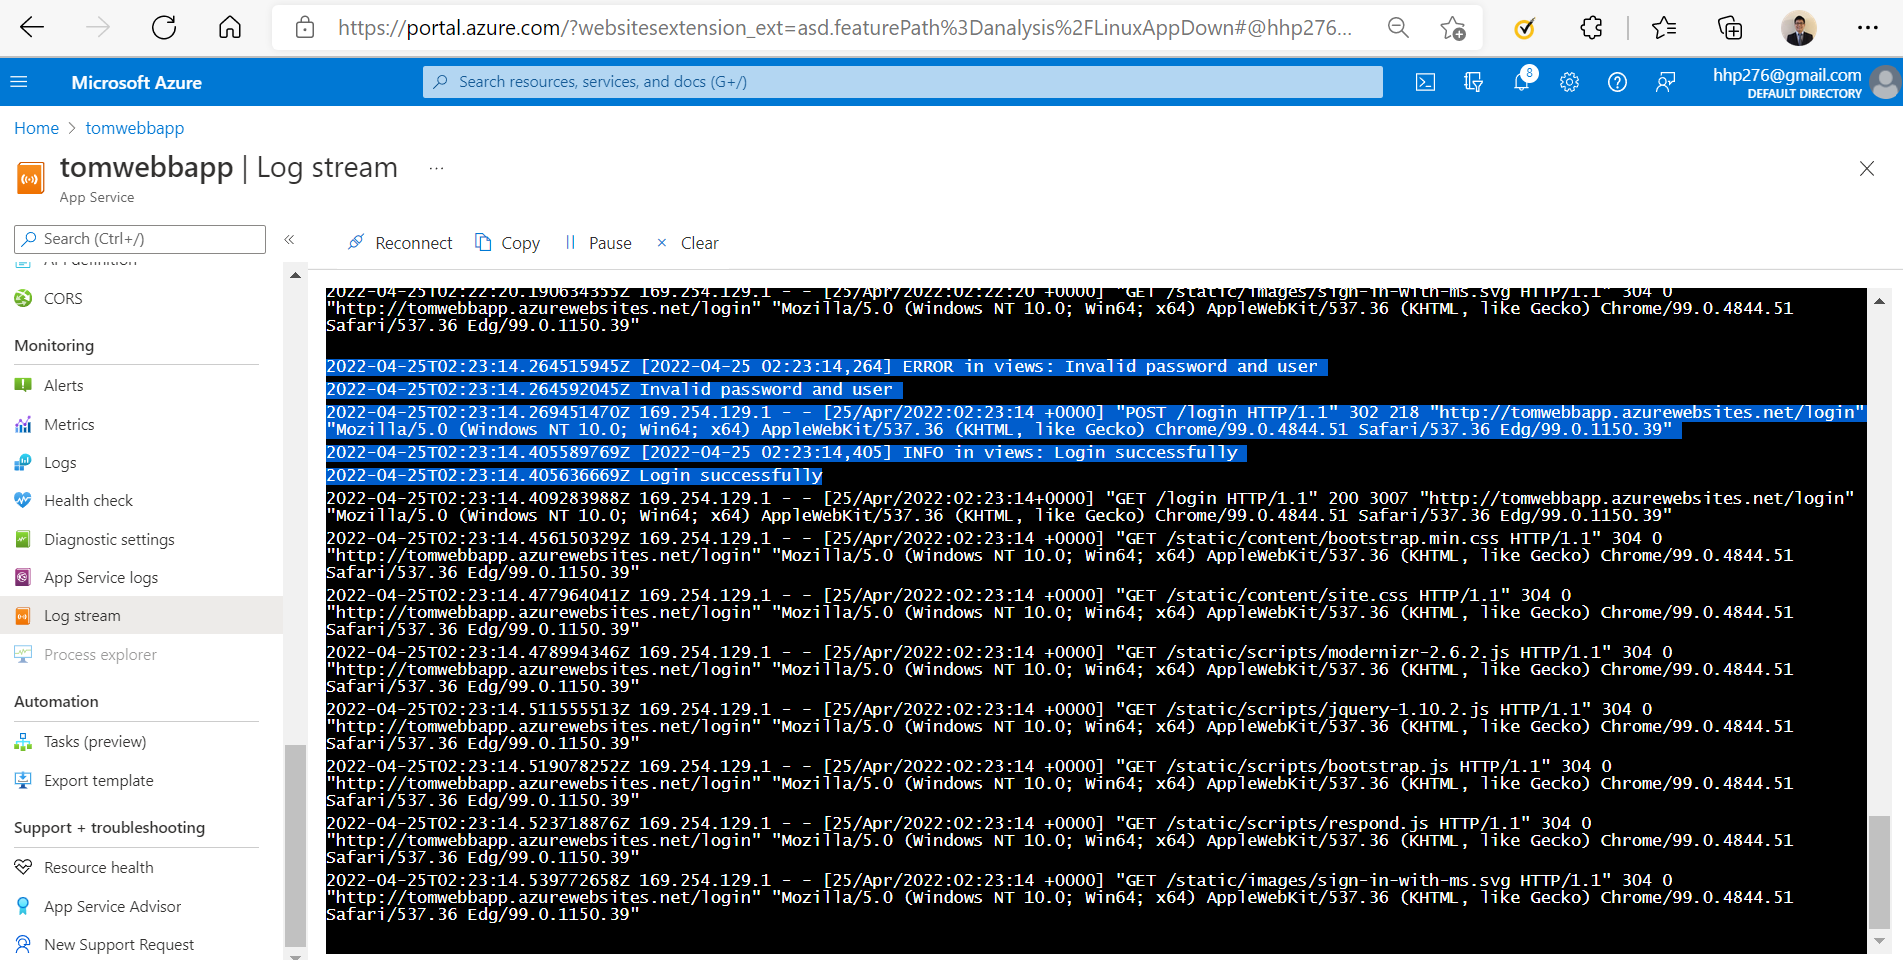 https://portal.azure.com/?websitesextension_ext=asd.featurePath%3Danalysis%2FLinuxAppDown#@hhp276...
Microsoft Azure
Search resources, services, and docs (G+/)
8
hhp276@gmail.com
DEFAULT DIRECTORY
Home > tomwebbapp
tomwebbapp | Log stream ...
App Service
Search (Ctrl+/)
«
Reconnect
Copy
Pause
Clear
API definition
CORS
Monitoring
Alerts
Metrics
Logs
Health check
Diagnostic settings
App Service logs
Log stream
Process explorer
Automation
Tasks (preview)
Export template
Support + troubleshooting
Resource health
App Service Advisor
New Support Request
2022-04-25T02:22:20.190634355Z 169.254.129.1 - - [25/Apr/2022:02:22:20 +0000] "GET /static/images/sign-in-with-ms.svg HTTP/1.1" 304 0
"http://tomwebbapp.azurewebsites.net/login" "Mozilla/5.0 (Windows NT 10.0; Win64; x64) AppleWebKit/537.36 (KHTML, like Gecko) Chrome/99.0.4844.51
Safari/537.36 Edg/99.0.1150.39"
2022-04-25T02:23:14.264515945Z [2022-04-25 02:23:14,264] ERROR in views: Invalid password and user
2022-04-25T02:23:14.264592045Z Invalid password and user
2022-04-25T02:23:14.269451470Z 169.254.129.1 - - [25/Apr/2022:02:23:14 +0000] "POST /login HTTP/1.1" 302 218 "http://tomwebbapp.azurewebsites.net/login"
"Mozilla/5.0 (Windows NT 10.0; Win64; x64) AppleWebKit/537.36 (KHTML, like Gecko) Chrome/99.0.4844.51 Safari/537.36 Edg/99.0.1150.39"
2022-04-25T02:23:14.405589769Z [2022-04-25 02:23:14,405] INFO in views: Login successfully
2022-04-25T02:23:14.405636669Z Login successfully
2022-04-25T02:23:14.409283988Z 169.254.129.1 - - [25/Apr/2022:02:23:14+0000] "GET /login HTTP/1.1" 200 3007 "http://tomwebbapp.azurewebsites.net/login"
"Mozilla/5.0 (Windows NT 10.0; Win64; x64) AppleWebKit/537.36 (KHTML, like Gecko) Chrome/99.0.4844.51 Safari/537.36 Edg/99.0.1150.39"
2022-04-25T02:23:14.456150329Z 169.254.129.1 - - [25/Apr/2022:02:23:14 +0000] "GET /static/content/bootstrap.min.css HTTP/1.1" 304 0
"http://tomwebbapp.azurewebsites.net/login" "Mozilla/5.0 (Windows NT 10.0; Win64; x64) AppleWebKit/537.36 (KHTML, like Gecko) Chrome/99.0.4844.51
Safari/537.36 Edg/99.0.1150.39"
2022-04-25T02:23:14.477964041Z 169.254.129.1 - - [25/Apr/2022:02:23:14 +0000] "GET /static/content/site.css HTTP/1.1" 304 0
"http://tomwebbapp.azurewebsites.net/login" "Mozilla/5.0 (Windows NT 10.0; Win64; x64) AppleWebKit/537.36 (KHTML, like Gecko) Chrome/99.0.4844.51
Safari/537.36 Edg/99.0.1150.39"
2022-04-25T02:23:14.478994346Z 169.254.129.1 - - [25/Apr/2022:02:23:14 +0000] "GET /static/scripts/modernizr-2.6.2.js HTTP/1.1" 304 0
"http://tomwebbapp.azurewebsites.net/login" "Mozilla/5.0 (Windows NT 10.0; Win64; x64) AppleWebKit/537.36 (KHTML, like Gecko) Chrome/99.0.4844.51
Safari/537.36 Edg/99.0.1150.39"
2022-04-25T02:23:14.511555513Z 169.254.129.1 - - [25/Apr/2022:02:23:14 +0000] "GET /static/scripts/jquery-1.10.2.js HTTP/1.1" 304 0
"http://tomwebbapp.azurewebsites.net/login" "Mozilla/5.0 (Windows NT 10.0; Win64; x64) AppleWebKit/537.36 (KHTML, like Gecko) Chrome/99.0.4844.51
Safari/537.36 Edg/99.0.1150.39"
2022-04-25T02:23:14.519078252Z 169.254.129.1 - - [25/Apr/2022:02:23:14 +0000] "GET /static/scripts/bootstrap.js HTTP/1.1" 304 0
"http://tomwebbapp.azurewebsites.net/login" "Mozilla/5.0 (Windows NT 10.0; Win64; x64) AppleWebKit/537.36 (KHTML, like Gecko) Chrome/99.0.4844.51
Safari/537.36 Edg/99.0.1150.39"
2022-04-25T02:23:14.523718876Z 169.254.129.1 - - [25/Apr/2022:02:23:14 +0000] "GET /static/scripts/respond.js HTTP/1.1" 304 0
"http://tomwebbapp.azurewebsites.net/login" "Mozilla/5.0 (Windows NT 10.0; Win64; x64) AppleWebKit/537.36 (KHTML, like Gecko) Chrome/99.0.4844.51
Safari/537.36 Edg/99.0.1150.39"
2022-04-25T02:23:14.539772658Z 169.254.129.1 - - [25/Apr/2022:02:23:14 +0000] "GET /static/images/sign-in-with-ms.svg HTTP/1.1" 304 0
"http://tomwebbapp.azurewebsites.net/login" "Mozilla/5.0 (Windows NT 10.0; Win64; x64) AppleWebKit/537.36 (KHTML, like Gecko) Chrome/99.0.4844.51
Safari/537.36 Edg/99.0.1150.39"